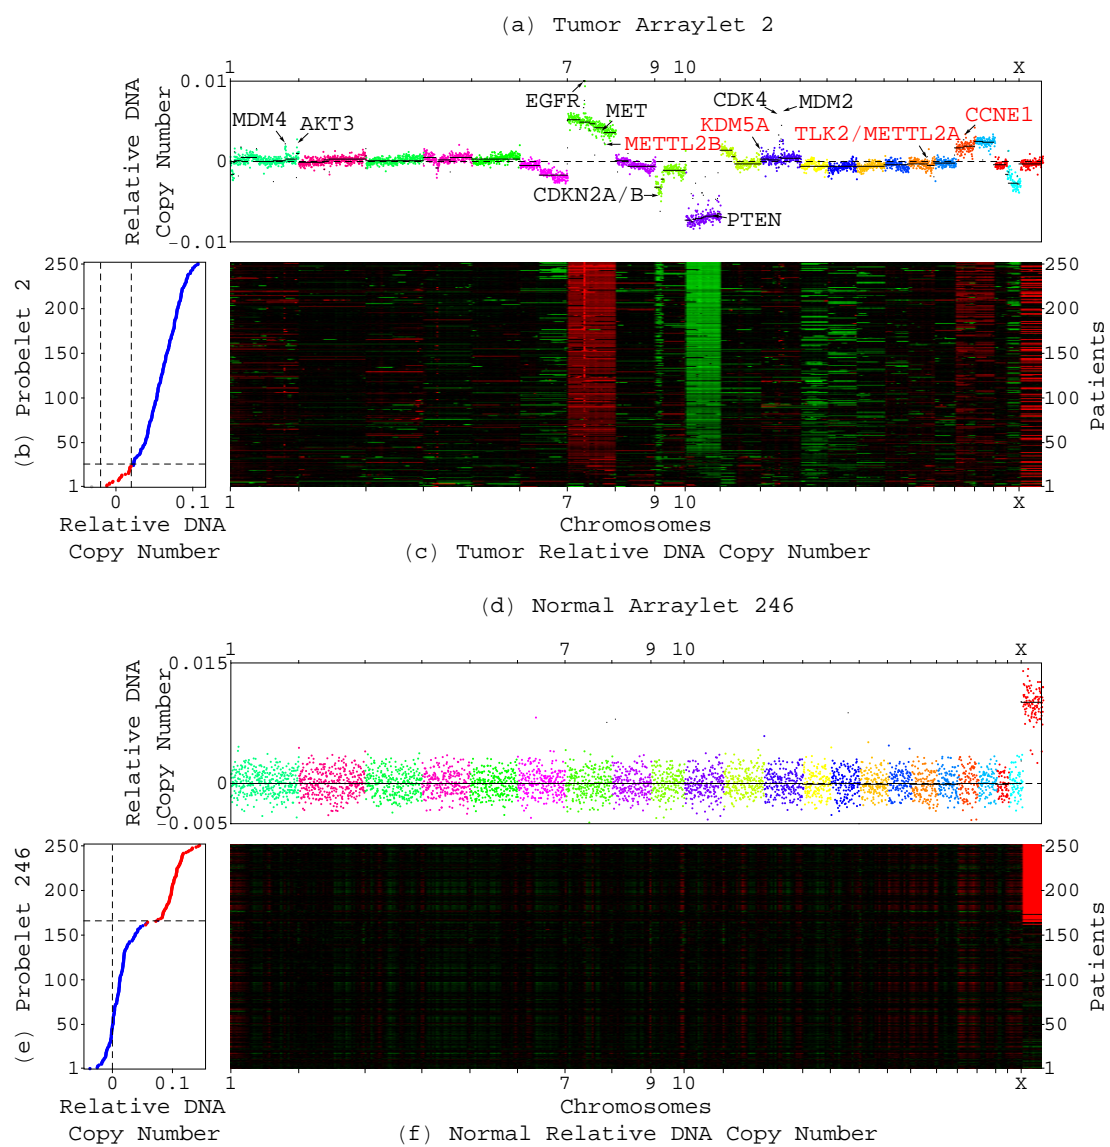 (a) Tumor Arraylet 2
1 7 9 10 X
Relative DNA
Copy Number
0.01
0
-0.01
MDM4
AKT3
EGFR
MET
METTL2B
CDKN2A/B
PTEN
KDM5A
CDK4
MDM2
TLK2/METTL2A
CCNE1
(b) Probelet 2
250
200
150
100
50
1
0 0.1
Relative DNA
Copy Number
250
200
150
100
50
1
Patients
1 7 9 10 X
Chromosomes
(c) Tumor Relative DNA Copy Number
(d) Normal Arraylet 246
1 7 9 10 X
Relative DNA
Copy Number
0.015
0
-0.005
(e) Probelet 246
250
200
150
100
50
1
0 0.1
Relative DNA
Copy Number
250
200
150
100
50
1
Patients
1 7 9 10 X
Chromosomes
(f) Normal Relative DNA Copy Number